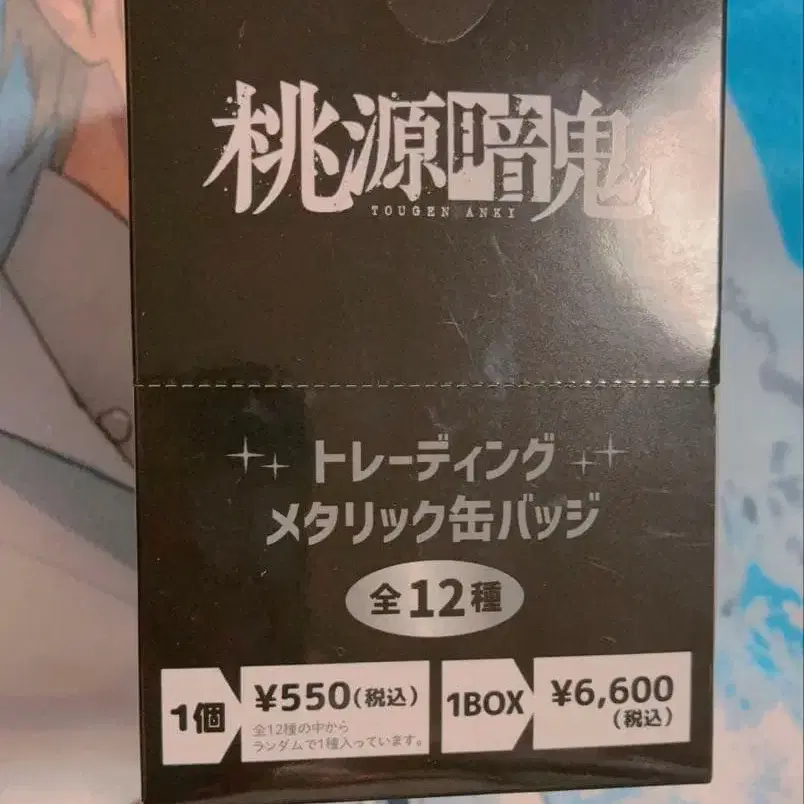 桃源暗鬼
TOUGEN ANKI
トレーディング
メタリック缶バッジ
全12種
1個
¥550(税込)
全12種の中から
ランダムで1種入っています。
1BOX
¥6,600
(税込)